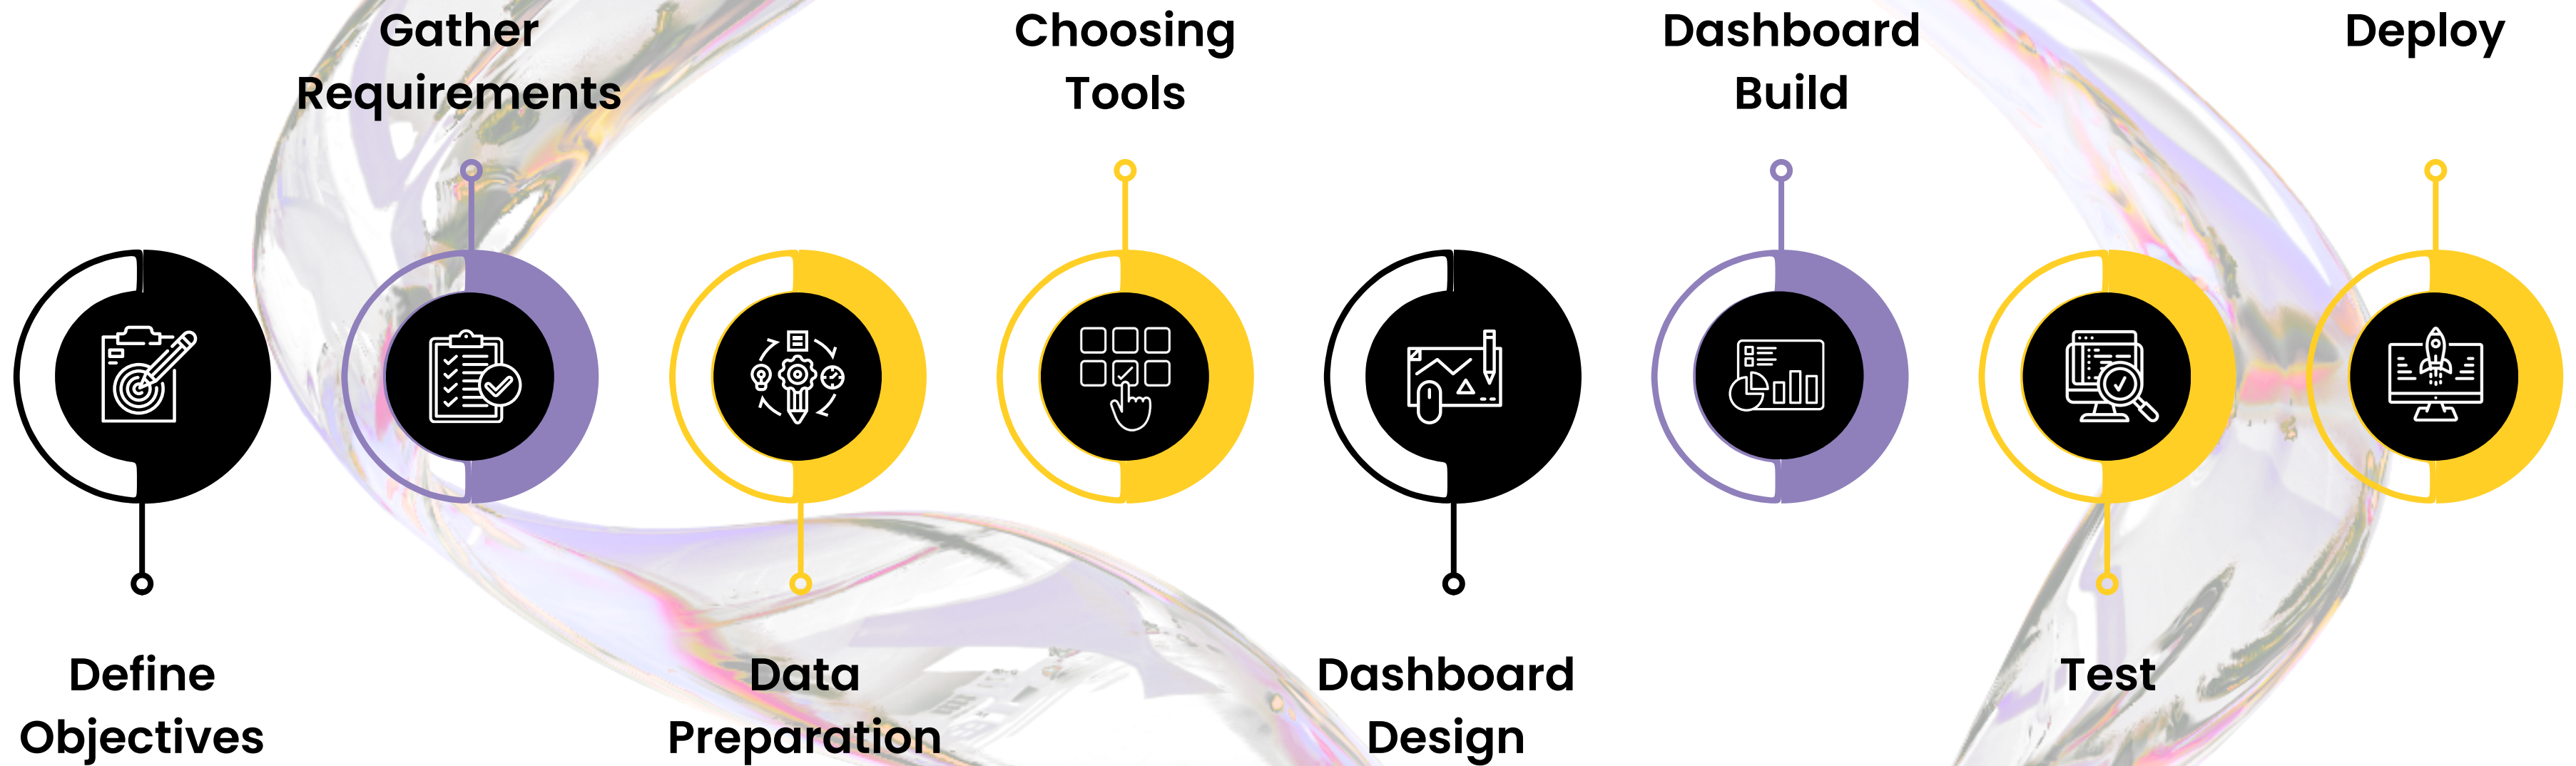 Define
Objectives
Gather
Requirements
Data
Preparation
Choosing
Tools
Dashboard
Design
Dashboard
Build
Test
Deploy